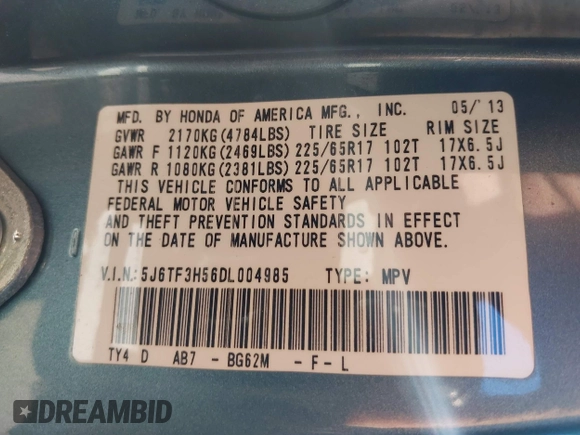 MFD. BY HONDA OF AMERICA MFG., INC. 05/'13
GVWR 2170KG(4784LBS) TIRE SIZE RIM SIZE
GAWR F 1120KG(2469LBS) 225/65R17 102T 17X6.5J
GAWR R 1080KG(2381LBS) 225/65R17 102T 17X6.5J
THIS VEHICLE CONFORMS TO ALL APPLICABLE
FEDERAL MOTOR VEHICLE SAFETY
AND THEFT PREVENTION STANDARDS IN EFFECT
ON THE DATE OF MANUFACTURE SHOWN ABOVE.
V.I.N.: 5J6TF3H56DL004985 TYPE: MPV
TY4 D AB7 - BG62M - F - L
DREAMBID